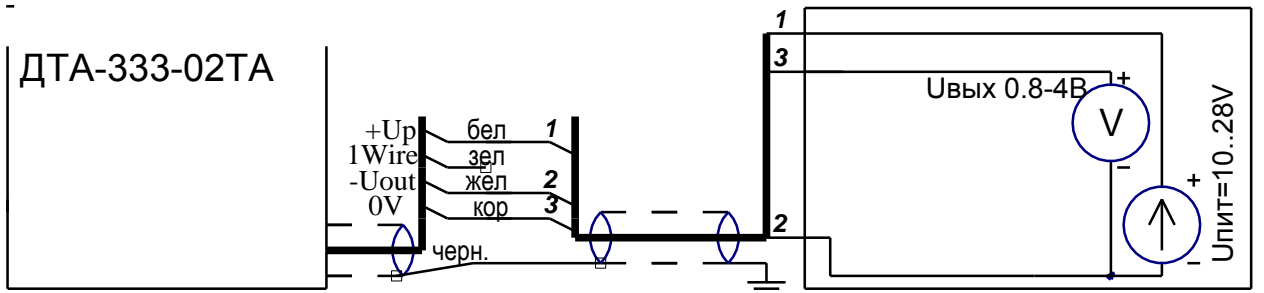 ДТА-333-02ТА
+Up бел 1
1Wire зел
-Uout жел 2
0V кор 3
черн.
1
3
2
Uвых 0.8-4В
+
V
−
Uпит=10..28V
+
−